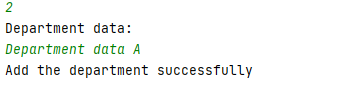 2
Department data:
Department data A
Add the department successfully